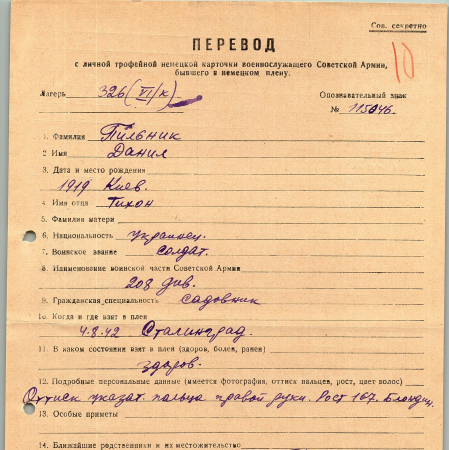 Сов. секретно
10
ПЕРЕВОД
с личной трофейной немецкой карточки военнослужащего Советской Армии,
бывшего в немецком плену.
Лагерь 326 (VI/к)
Опознавательный знак
№ 115046.
1. Фамилия Пильник
2 Имя Данил
3. Дата и место рождения
1919 Киев.
4. Имя отца Тихон
5. Фамилия матери
6. Национальность украинец.
7. Воинское звание солдат.
8. Наименование воинской части Советской Армии
208 див.
9. Гражданская специальность садовник
10. Когда и где взят в плен
4.8.42 Сталинград.
11. В каком состоянии взят в плен (здоров, болен, ранен)
здоров.
12. Подробные персональные данные (имеется фотография, оттиск пальцев, рост, цвет волос)
Оттиск указат. пальца правой руки. Рост 167. Блондин.
13. Особые приметы
14. Ближайшие родственники и их местожительство